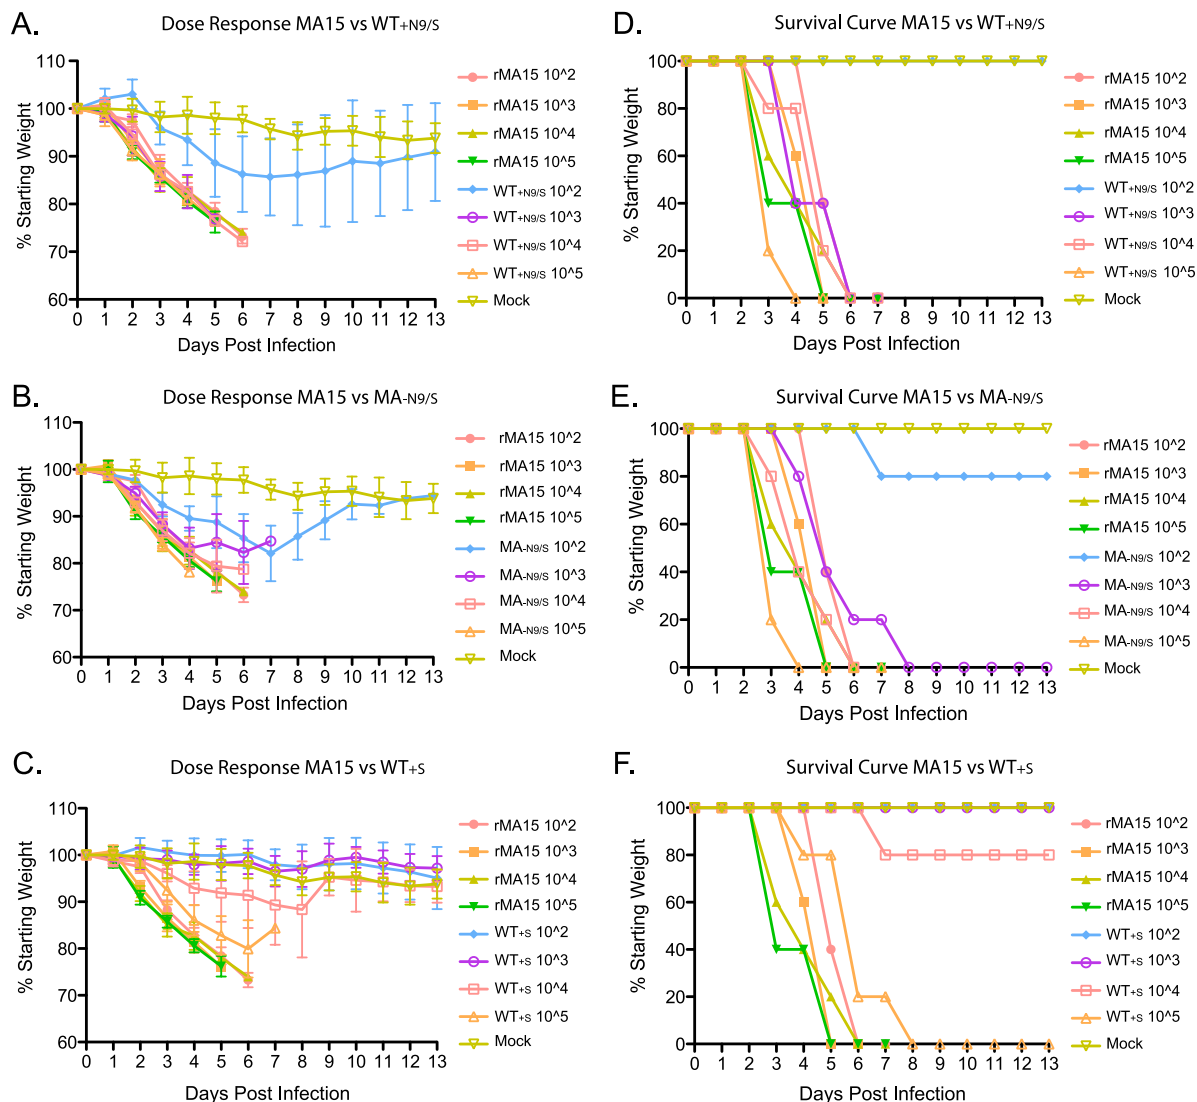 A.
Dose Response MA15 vs WT+N9/S
% Starting Weight
110
100
90
80
70
60
0 1 2 3 4 5 6 7 8 9 10 11 12 13
Days Post Infection
rMA15 10^2
rMA15 10^3
rMA15 10^4
rMA15 10^5
WT+N9/S 10^2
WT+N9/S 10^3
WT+N9/S 10^4
WT+N9/S 10^5
Mock
D.
Survival Curve MA15 vs WT+N9/S
% Starting Weight
100
80
60
40
20
0
0 1 2 3 4 5 6 7 8 9 10 11 12 13
Days Post Infection
rMA15 10^2
rMA15 10^3
rMA15 10^4
rMA15 10^5
WT+N9/S 10^2
WT+N9/S 10^3
WT+N9/S 10^4
WT+N9/S 10^5
Mock
B.
Dose Response MA15 vs MA-N9/S
% Starting Weight
110
100
90
80
70
60
0 1 2 3 4 5 6 7 8 9 10 11 12 13
Days Post Infection
rMA15 10^2
rMA15 10^3
rMA15 10^4
rMA15 10^5
MA-N9/S 10^2
MA-N9/S 10^3
MA-N9/S 10^4
MA-N9/S 10^5
Mock
E.
Survival Curve MA15 vs MA-N9/S
% Starting Weight
100
80
60
40
20
0
0 1 2 3 4 5 6 7 8 9 10 11 12 13
Days Post Infection
rMA15 10^2
rMA15 10^3
rMA15 10^4
rMA15 10^5
MA-N9/S 10^2
MA-N9/S 10^3
MA-N9/S 10^4
MA-N9/S 10^5
Mock
C.
Dose Response MA15 vs WT+S
% Starting Weight
110
100
90
80
70
60
0 1 2 3 4 5 6 7 8 9 10 11 12 13
Days Post Infection
rMA15 10^2
rMA15 10^3
rMA15 10^4
rMA15 10^5
WT+S 10^2
WT+S 10^3
WT+S 10^4
WT+S 10^5
Mock
F.
Survival Curve MA15 vs WT+S
% Starting Weight
100
80
60
40
20
0
0 1 2 3 4 5 6 7 8 9 10 11 12 13
Days Post Infection
rMA15 10^2
rMA15 10^3
rMA15 10^4
rMA15 10^5
WT+S 10^2
WT+S 10^3
WT+S 10^4
WT+S 10^5
Mock